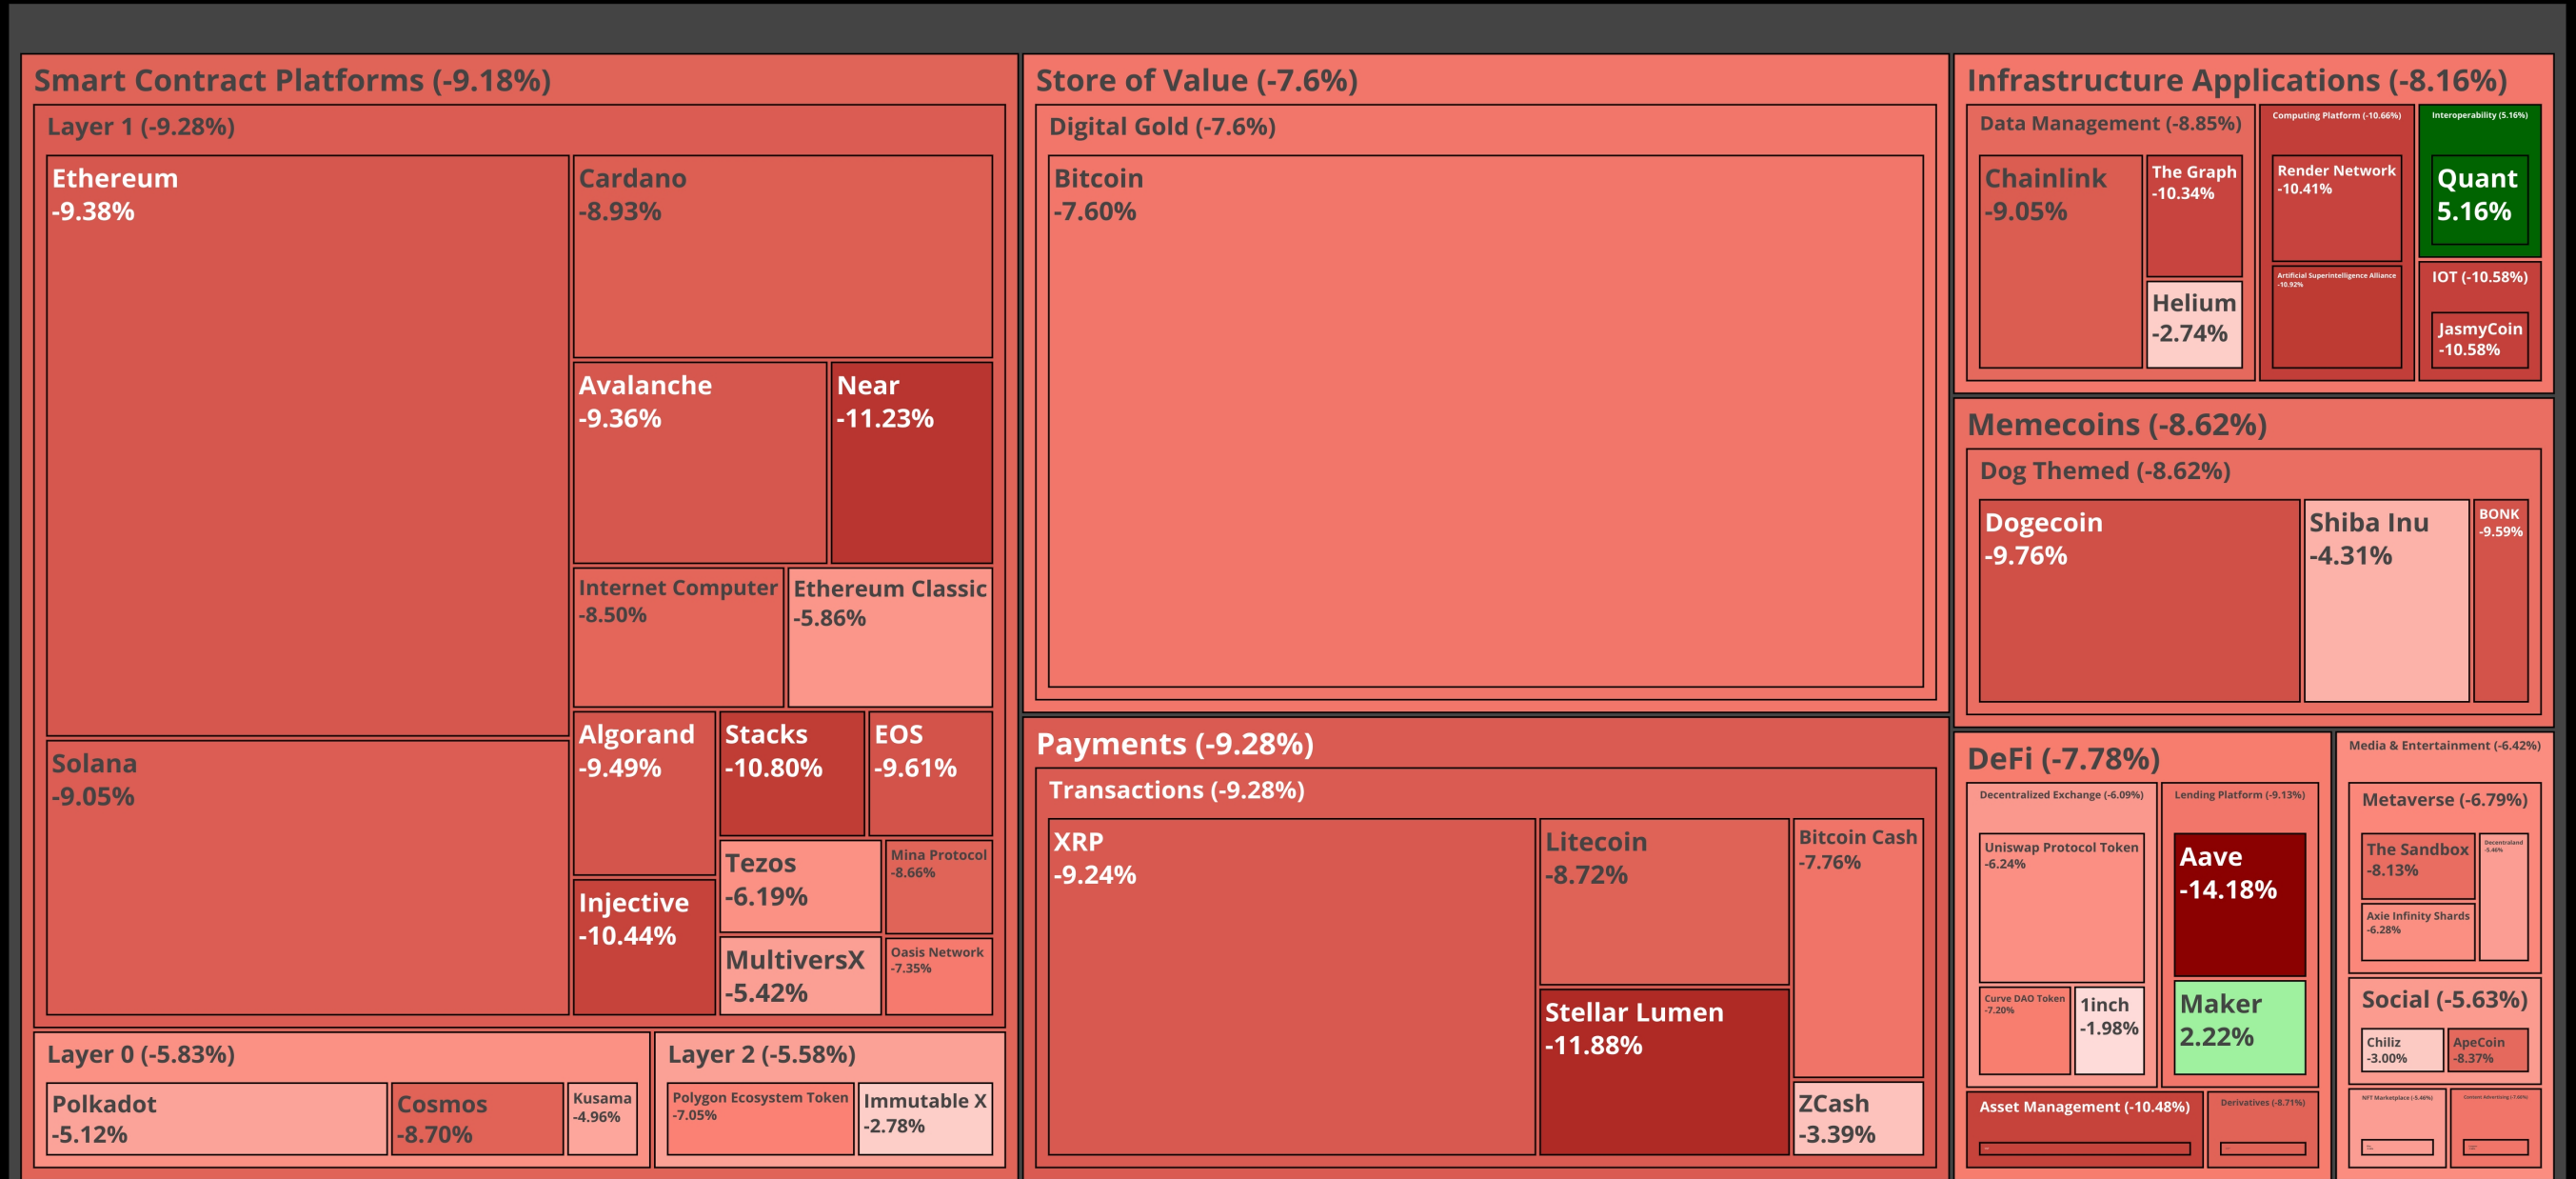 Smart Contract Platforms (-9.18%)
Layer 1 (-9.28%)
Ethereum
-9.38%
Solana
-9.05%
Cardano
-8.93%
Avalanche
-9.36%
Near
-11.23%
Internet Computer
-8.50%
Ethereum Classic
-5.86%
Algorand
-9.49%
Stacks
-10.80%
EOS
-9.61%
Injective
-10.44%
Tezos
-6.19%
Mina Protocol
-8.66%
MultiversX
-5.42%
Oasis Network
-7.35%
Layer 0 (-5.83%)
Polkadot
-5.12%
Cosmos
-8.70%
Kusama
-4.96%
Layer 2 (-5.58%)
Polygon Ecosystem Token
-7.05%
Immutable X
-2.78%
Store of Value (-7.6%)
Digital Gold (-7.6%)
Bitcoin
-7.60%
Payments (-9.28%)
Transactions (-9.28%)
XRP
-9.24%
Litecoin
-8.72%
Stellar Lumen
-11.88%
Bitcoin Cash
-7.76%
ZCash
-3.39%
Infrastructure Applications (-8.16%)
Data Management (-8.85%)
Chainlink
-9.05%
The Graph
-10.34%
Helium
-2.74%
Computing Platform (-10.66%)
Render Network
-10.41%
Artificial Superintelligence Alliance
-10.92%
Interoperability (5.16%)
Quant
5.16%
IOT (-10.58%)
JasmyCoin
-10.58%
Memecoins (-8.62%)
Dog Themed (-8.62%)
Dogecoin
-9.76%
Shiba Inu
-4.31%
BONK
-9.59%
DeFi (-7.78%)
Decentralized Exchange (-6.09%)
Uniswap Protocol Token
-6.24%
Curve DAO Token
-7.20%
1inch
-1.98%
Lending Platform (-9.13%)
Aave
-14.18%
Maker
2.22%
Asset Management (-10.48%)
Derivatives (-8.71%)
Media & Entertainment (-6.42%)
Metaverse (-6.79%)
The Sandbox
-8.13%
Axie Infinity Shards
-6.28%
Decentraland
-5.46%
Social (-5.63%)
Chiliz
-3.00%
ApeCoin
-8.37%
NFT Marketplace (-5.46%)
Content Advertising